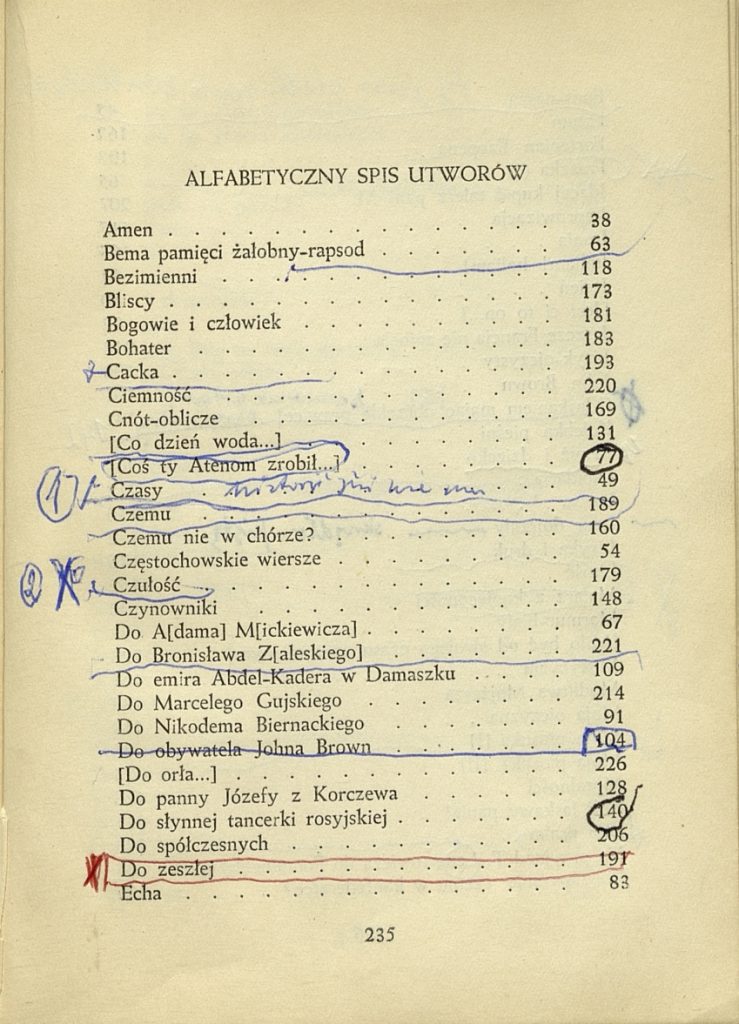 ALFABETYCZNY SPIS UTWORÓW
Amen . . . . . . . . . . . . . . . 38
Bema pamięci żałobny-rapsod . . . . . . . 63
Bezimienni . . . . . . . . . . . . . 118
Bliscy . . . . . . . . . . . . . . 173
Bogowie i człowiek . . . . . . . . . . 181
Bohater . . . . . . . . . . . . . 183
Cacka . . . . . . . . . . . . . . 193
Ciemność . . . . . . . . . . . . . 220
Cnót-oblicze . . . . . . . . . . . . 169
[Co dzień woda...] . . . . . . . . . . 131
[Coś ty Atenom zrobił...] . . . . . . . . 77
1) Czasy . . . . . . . . . . . . . . 49
Czemu . . . . . . . . . . . . . . 189
Czemu nie w chórze? . . . . . . . . . . 160
Częstochowskie wiersze . . . . . . . . . 54
2 Czułość . . . . . . . . . . . . . 179
Czynowniki . . . . . . . . . . . . 148
Do A[dama] M[ickiewicza] . . . . . . . . 67
Do Bronisława Z[aleskiego] . . . . . . . 221
Do emira Abdel-Kadera w Damaszku . . . . 109
Do Marcelego Gujskiego . . . . . . . . 214
Do Nikodema Biernackiego . . . . . . . 91
Do obywatela Johna Brown . . . . . . . 104
[Do orła...] . . . . . . . . . . . . 226
Do panny Józefy z Korczewa . . . . . . 128
Do słynnej tancerki rosyjskiej . . . . . . . 140
Do spółczesnych . . . . . . . . . . . 206
Do zeszłej . . . . . . . . . . . . 191
Echa . . . . . . . . . . . . . . 83
235